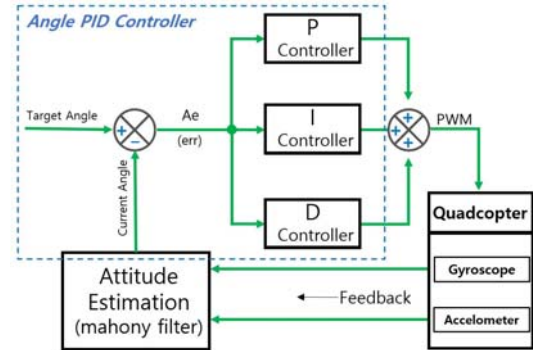 Angle PID Controller
P
Controller
Target Angle
+
−
Ae
(err)
I
Controller
+
+
+
PWM
Current Angle
D
Controller
Quadcopter
Attitude
Estimation
(mahony filter)
Feedback
Gyroscope
Accelometer